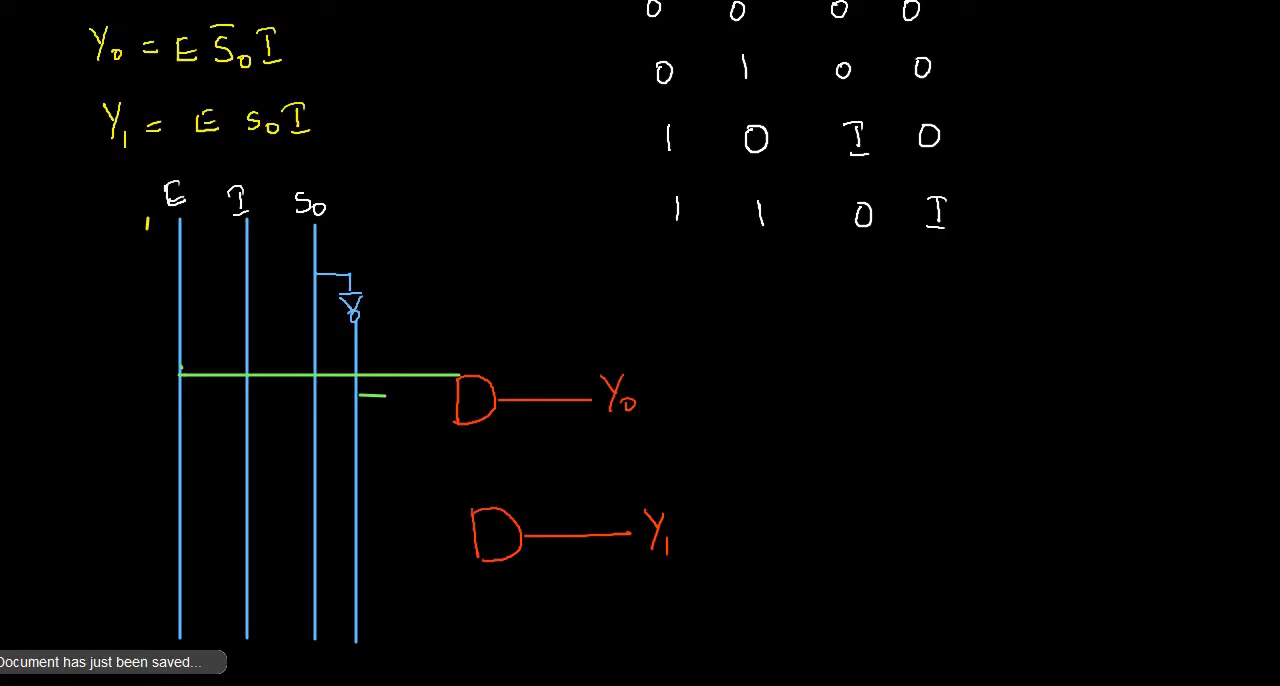 Y₀ = E S̅₀ I
Y₁ = E S₀ I
0 0 0 0
0 1 0 0
1 0 I 0
1 1 0 I
E I S₀
1
Y₀
Y₁
Document has just been saved...